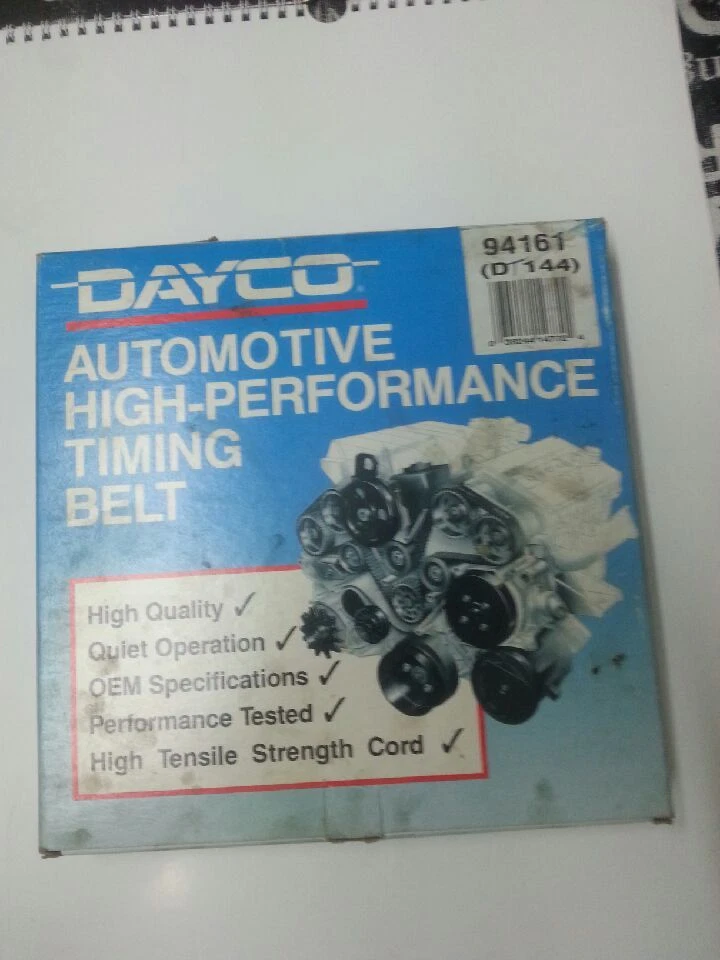 DAYCO
94161
(DT144)
AUTOMOTIVE
HIGH-PERFORMANCE
TIMING
BELT
High Quality ✓
Quiet Operation ✓
OEM Specifications ✓
Performance Tested ✓
High Tensile Strength Cord ✓